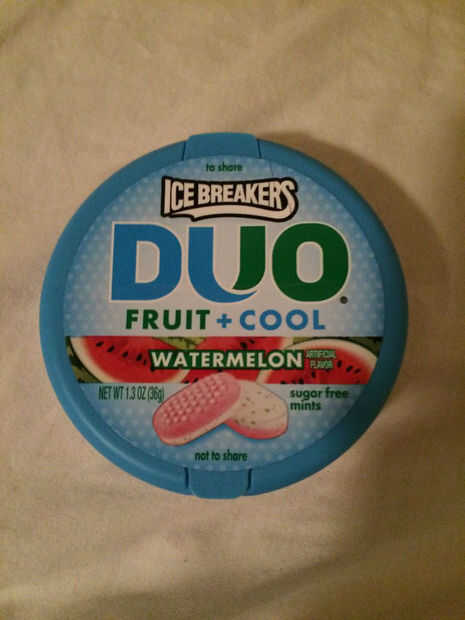 to share
ICE BREAKERS
DUO®
FRUIT + COOL
WATERMELON
ARTIFICIAL
FLAVOR
NET WT 1.3 OZ (36g)
sugar free
mints
not to share